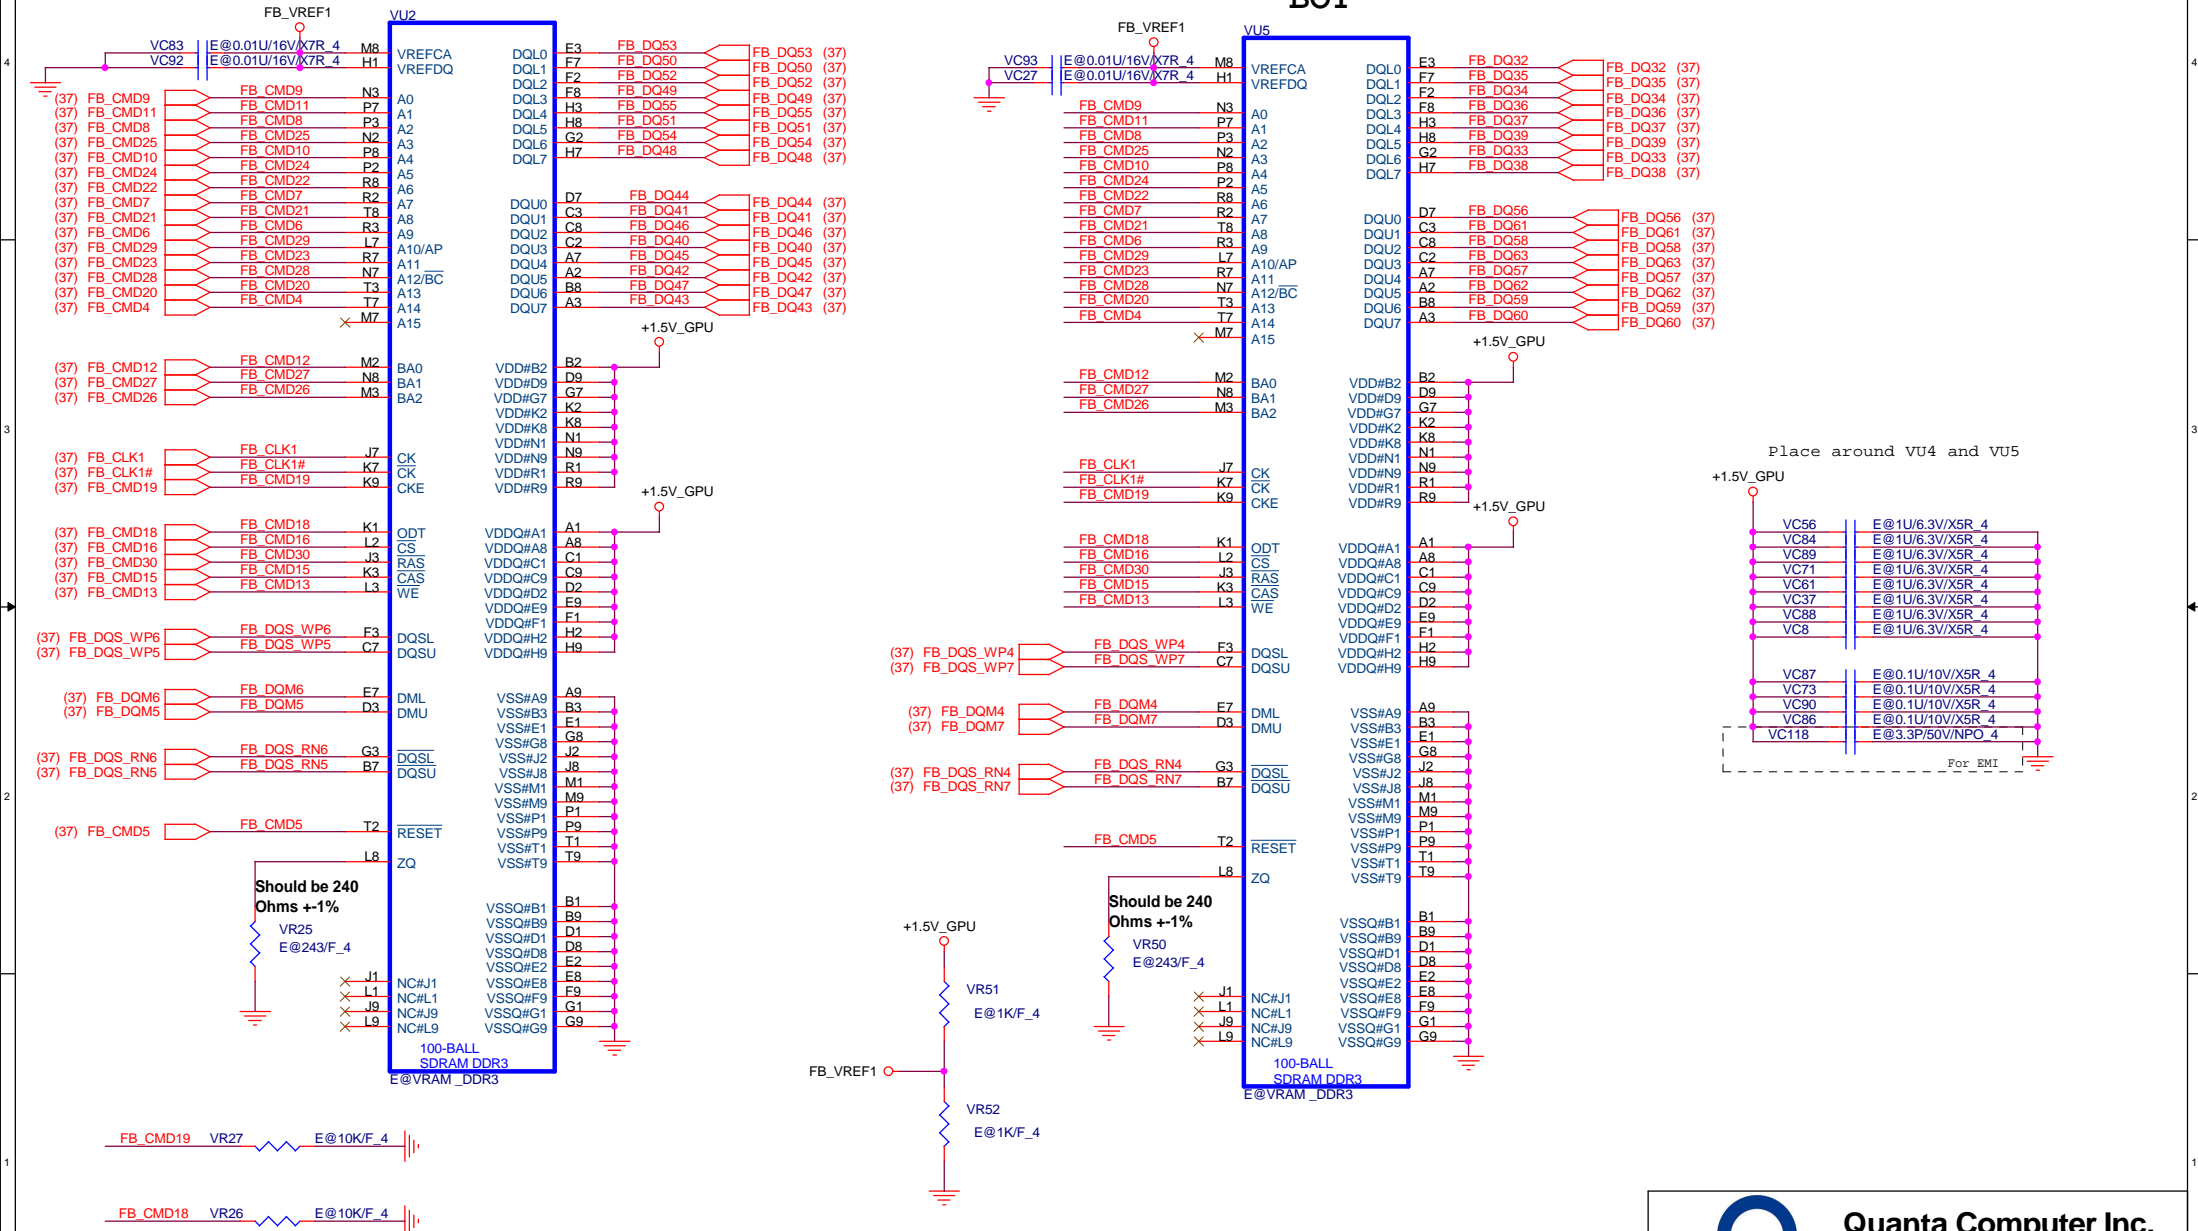 BOT
4
FB_VREF1
VU2
VC83 E@0.01U/16V/X7R_4 M8 VREFCA DQL0 E3 FB_DQ53 FB_DQ53 (37)
VC92 E@0.01U/16V/X7R_4 H1 VREFDQ DQL1 F7 FB_DQ50 FB_DQ50 (37)
DQL2 F2 FB_DQ52 FB_DQ52 (37)
(37) FB_CMD9 FB_CMD9 N3 A0 DQL3 F8 FB_DQ49 FB_DQ49 (37)
(37) FB_CMD11 FB_CMD11 P7 A1 DQL4 H3 FB_DQ55 FB_DQ55 (37)
(37) FB_CMD8 FB_CMD8 P3 A2 DQL5 H8 FB_DQ51 FB_DQ51 (37)
(37) FB_CMD25 FB_CMD25 N2 A3 DQL6 G2 FB_DQ54 FB_DQ54 (37)
(37) FB_CMD10 FB_CMD10 P8 A4 DQL7 H7 FB_DQ48 FB_DQ48 (37)
(37) FB_CMD24 FB_CMD24 P2 A5
(37) FB_CMD22 FB_CMD22 R8 A6
(37) FB_CMD7 FB_CMD7 R2 A7 DQU0 D7 FB_DQ44 FB_DQ44 (37)
(37) FB_CMD21 FB_CMD21 T8 A8 DQU1 C3 FB_DQ41 FB_DQ41 (37)
(37) FB_CMD6 FB_CMD6 R3 A9 DQU2 C8 FB_DQ46 FB_DQ46 (37)
(37) FB_CMD29 FB_CMD29 L7 A10/AP DQU3 C2 FB_DQ40 FB_DQ40 (37)
(37) FB_CMD23 FB_CMD23 R7 A11 DQU4 A7 FB_DQ45 FB_DQ45 (37)
(37) FB_CMD28 FB_CMD28 N7 A12/BC DQU5 A2 FB_DQ42 FB_DQ42 (37)
(37) FB_CMD20 FB_CMD20 T3 A13 DQU6 B8 FB_DQ47 FB_DQ47 (37)
(37) FB_CMD4 FB_CMD4 T7 A14 DQU7 A3 FB_DQ43 FB_DQ43 (37)
M7 A15
+1.5V_GPU
(37) FB_CMD12 FB_CMD12 M2 BA0 VDD#B2 B2
(37) FB_CMD27 FB_CMD27 N8 BA1 VDD#D9 D9
(37) FB_CMD26 FB_CMD26 M3 BA2 VDD#G7 G7
VDD#K2 K2
VDD#K8 K8
VDD#N1 N1
(37) FB_CLK1 FB_CLK1 J7 CK VDD#N9 N9
(37) FB_CLK1# FB_CLK1# K7 CK VDD#R1 R1
(37) FB_CMD19 FB_CMD19 K9 CKE VDD#R9 R9
+1.5V_GPU
(37) FB_CMD18 FB_CMD18 K1 ODT VDDQ#A1 A1
(37) FB_CMD16 FB_CMD16 L2 CS VDDQ#A8 A8
(37) FB_CMD30 FB_CMD30 J3 RAS VDDQ#C1 C1
(37) FB_CMD15 FB_CMD15 K3 CAS VDDQ#C9 C9
(37) FB_CMD13 FB_CMD13 L3 WE VDDQ#D2 D2
VDDQ#E9 E9
VDDQ#F1 F1
(37) FB_DQS_WP6 FB_DQS_WP6 F3 DQSL VDDQ#H2 H2
(37) FB_DQS_WP5 FB_DQS_WP5 C7 DQSU VDDQ#H9 H9
(37) FB_DQM6 FB_DQM6 E7 DML VSS#A9 A9
(37) FB_DQM5 FB_DQM5 D3 DMU VSS#B3 B3
VSS#E1 E1
VSS#G8 G8
(37) FB_DQS_RN6 FB_DQS_RN6 G3 DQSL VSS#J2 J2
(37) FB_DQS_RN5 FB_DQS_RN5 B7 DQSU VSS#J8 J8
VSS#M1 M1
VSS#M9 M9
VSS#P1 P1
(37) FB_CMD5 FB_CMD5 T2 RESET VSS#P9 P9
VSS#T1 T1
L8 ZQ VSS#T9 T9
Should be 240
Ohms +-1%
VR25
E@243/F_4
VSSQ#B1 B1
VSSQ#B9 B9
VSSQ#D1 D1
VSSQ#D8 D8
VSSQ#E2 E2
J1 NC#J1 VSSQ#E8 E8
L1 NC#L1 VSSQ#F9 F9
J9 NC#J9 VSSQ#G1 G1
L9 NC#L9 VSSQ#G9 G9
100-BALL
SDRAM DDR3
E@VRAM _DDR3
FB_CMD19 VR27 E@10K/F_4
FB_CMD18 VR26 E@10K/F_4
+1.5V_GPU
VR51
E@1K/F_4
FB_VREF1
VR52
E@1K/F_4
FB_VREF1
VU5
VC93 E@0.01U/16V/X7R_4 M8 VREFCA DQL0 E3 FB_DQ32 FB_DQ32 (37)
VC27 E@0.01U/16V/X7R_4 H1 VREFDQ DQL1 F7 FB_DQ35 FB_DQ35 (37)
DQL2 F2 FB_DQ34 FB_DQ34 (37)
FB_CMD9 N3 A0 DQL3 F8 FB_DQ36 FB_DQ36 (37)
FB_CMD11 P7 A1 DQL4 H3 FB_DQ37 FB_DQ37 (37)
FB_CMD8 P3 A2 DQL5 H8 FB_DQ39 FB_DQ39 (37)
FB_CMD25 N2 A3 DQL6 G2 FB_DQ33 FB_DQ33 (37)
FB_CMD10 P8 A4 DQL7 H7 FB_DQ38 FB_DQ38 (37)
FB_CMD24 P2 A5
FB_CMD22 R8 A6
FB_CMD7 R2 A7 DQU0 D7 FB_DQ56 FB_DQ56 (37)
FB_CMD21 T8 A8 DQU1 C3 FB_DQ61 FB_DQ61 (37)
FB_CMD6 R3 A9 DQU2 C8 FB_DQ58 FB_DQ58 (37)
FB_CMD29 L7 A10/AP DQU3 C2 FB_DQ63 FB_DQ63 (37)
FB_CMD23 R7 A11 DQU4 A7 FB_DQ57 FB_DQ57 (37)
FB_CMD28 N7 A12/BC DQU5 A2 FB_DQ62 FB_DQ62 (37)
FB_CMD20 T3 A13 DQU6 B8 FB_DQ59 FB_DQ59 (37)
FB_CMD4 T7 A14 DQU7 A3 FB_DQ60 FB_DQ60 (37)
M7 A15
+1.5V_GPU
FB_CMD12 M2 BA0 VDD#B2 B2
FB_CMD27 N8 BA1 VDD#D9 D9
FB_CMD26 M3 BA2 VDD#G7 G7
VDD#K2 K2
VDD#K8 K8
VDD#N1 N1
FB_CLK1 J7 CK VDD#N9 N9
FB_CLK1# K7 CK VDD#R1 R1
FB_CMD19 K9 CKE VDD#R9 R9
+1.5V_GPU
FB_CMD18 K1 ODT VDDQ#A1 A1
FB_CMD16 L2 CS VDDQ#A8 A8
FB_CMD30 J3 RAS VDDQ#C1 C1
FB_CMD15 K3 CAS VDDQ#C9 C9
FB_CMD13 L3 WE VDDQ#D2 D2
VDDQ#E9 E9
VDDQ#F1 F1
(37) FB_DQS_WP4 FB_DQS_WP4 F3 DQSL VDDQ#H2 H2
(37) FB_DQS_WP7 FB_DQS_WP7 C7 DQSU VDDQ#H9 H9
(37) FB_DQM4 FB_DQM4 E7 DML VSS#A9 A9
(37) FB_DQM7 FB_DQM7 D3 DMU VSS#B3 B3
VSS#E1 E1
VSS#G8 G8
(37) FB_DQS_RN4 FB_DQS_RN4 G3 DQSL VSS#J2 J2
(37) FB_DQS_RN7 FB_DQS_RN7 B7 DQSU VSS#J8 J8
VSS#M1 M1
VSS#M9 M9
VSS#P1 P1
FB_CMD5 T2 RESET VSS#P9 P9
VSS#T1 T1
L8 ZQ VSS#T9 T9
Should be 240
Ohms +-1%
VR50
E@243/F_4
VSSQ#B1 B1
VSSQ#B9 B9
VSSQ#D1 D1
VSSQ#D8 D8
VSSQ#E2 E2
J1 NC#J1 VSSQ#E8 E8
L1 NC#L1 VSSQ#F9 F9
J9 NC#J9 VSSQ#G1 G1
L9 NC#L9 VSSQ#G9 G9
100-BALL
SDRAM DDR3
E@VRAM _DDR3
Place around VU4 and VU5
+1.5V_GPU
VC56 E@1U/6.3V/X5R_4
VC84 E@1U/6.3V/X5R_4
VC89 E@1U/6.3V/X5R_4
VC71 E@1U/6.3V/X5R_4
VC61 E@1U/6.3V/X5R_4
VC37 E@1U/6.3V/X5R_4
VC88 E@1U/6.3V/X5R_4
VC8 E@1U/6.3V/X5R_4
VC87 E@0.1U/10V/X5R_4
VC73 E@0.1U/10V/X5R_4
VC90 E@0.1U/10V/X5R_4
VC86 E@0.1U/10V/X5R_4
VC118 E@3.3P/50V/NPO_4
For EMI
4
3
3
2
2
1
1
Quanta Computer Inc.